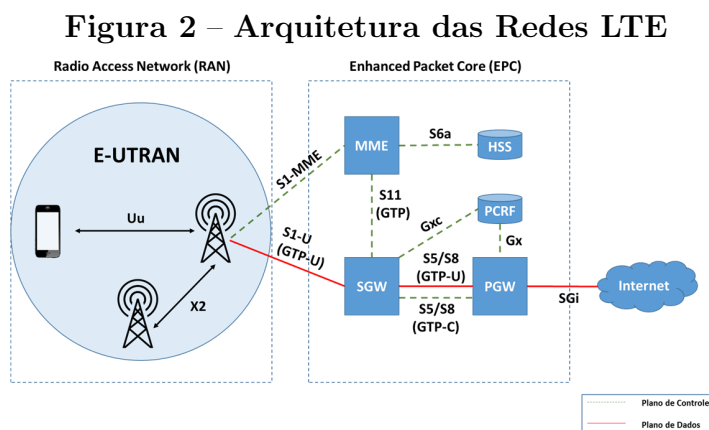 Figura 2 – Arquitetura das Redes LTE
Radio Access Network (RAN)
Enhanced Packet Core (EPC)
E-UTRAN
MME
S6a
HSS
S1-MME
S11
(GTP)
PCRF
Uu
Gxc
Gx
S1-U
(GTP-U)
S5/S8
(GTP-U)
SGW
PGW
Internet
SGi
X2
S5/S8
(GTP-C)
Plano de Controle
Plano de Dados